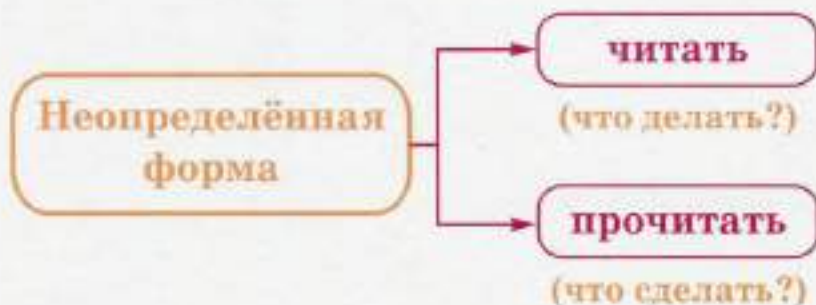 Неопределённая
форма
читать
(что делать?)
прочитать
(что сделать?)